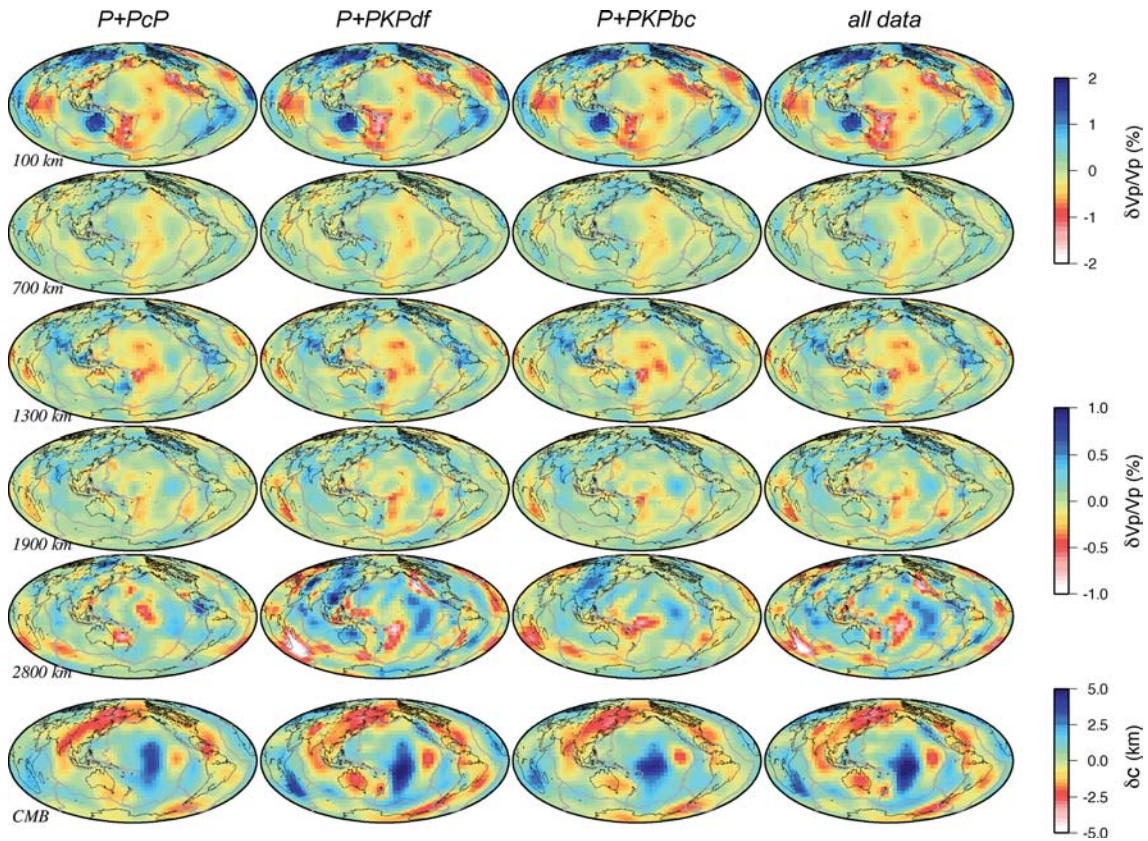 P+PcP P+PKPdf P+PKPbc all data
100 km
700 km
1300 km
1900 km
2800 km
CMB
2
1
0
-1
-2
δVp/Vp (%)
1.0
0.5
0.0
-0.5
-1.0
δVp/Vp (%)
5.0
2.5
0.0
-2.5
-5.0
δc (km)